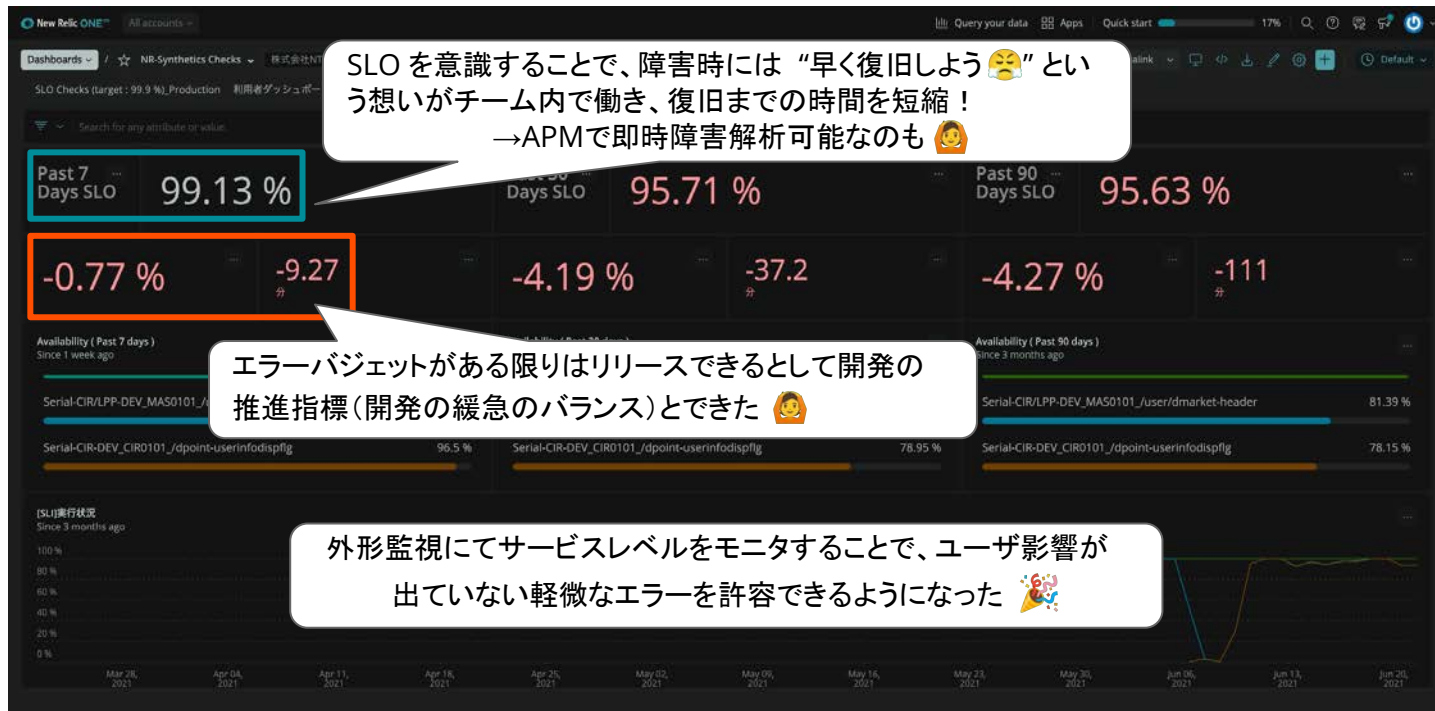 New Relic ONE™ All accounts
Query your data Apps Quick start 17%
Dashboards / NR-Synthetics Checks 株式会社NT
alink Default
SLO Checks (target : 99.9 %)_Production 利用者ダッシュボー
Search for any attribute or value.
SLO を意識することで、障害時には “早く復旧しよう😤” とい
う想いがチーム内で働き、復旧までの時間を短縮！
→APMで即時障害解析可能なのも 🙆
Past 7
Days SLO
99.13 %
Days SLO
95.71 %
Past 90
Days SLO
95.63 %
-0.77 %
-9.27
分
-4.19 %
-37.2
分
-4.27 %
-111
分
エラーバジェットがある限りはリリースできるとして開発の
推進指標（開発の緩急のバランス）とできた 🙆
Availability ( Past 7 days )
Since 1 week ago
Serial-CIR/LPP-DEV_MAS0101_/
Serial-CIR-DEV_CIR0101_/dpoint-userinfodispflg 96.5 %
Serial-CIR-DEV_CIR0101_/dpoint-userinfodispflg 78.95 %
Availability ( Past 90 days )
Since 3 months ago
Serial-CIR/LPP-DEV_MAS0101_/user/dmarket-header 81.39 %
Serial-CIR-DEV_CIR0101_/dpoint-userinfodispflg 78.15 %
[SLI]実行状況
Since 3 months ago
外形監視にてサービスレベルをモニタすることで、ユーザ影響が
出ていない軽微なエラーを許容できるようになった 🎉
100 %
80 %
60 %
40 %
20 %
0 %
Mar 28, 2021
Apr 04, 2021
Apr 11, 2021
Apr 18, 2021
Apr 25, 2021
May 02, 2021
May 09, 2021
May 16, 2021
May 23, 2021
May 30, 2021
Jun 06, 2021
Jun 13, 2021
Jun 20, 2021